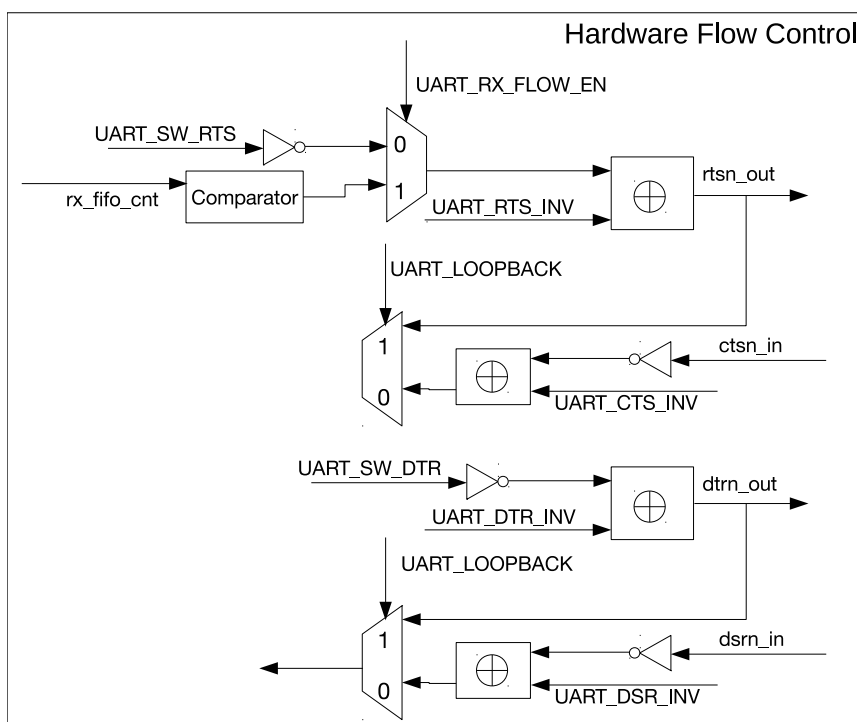 Hardware Flow Control
UART_RX_FLOW_EN
UART_SW_RTS
0
rtsn_out
1
Comparator
rx_fifo_cnt
UART_RTS_INV
UART_LOOPBACK
1
ctsn_in
0
UART_CTS_INV
UART_SW_DTR
dtrn_out
UART_DTR_INV
UART_LOOPBACK
1
dsrn_in
0
UART_DSR_INV